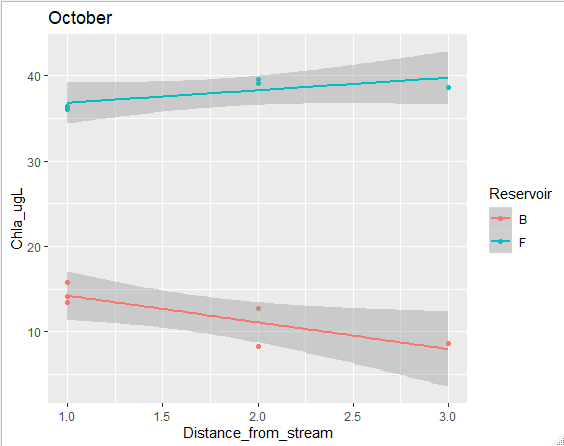 October
40
30
20
10
Chla_ugL
1.0 1.5 2.0 2.5 3.0
Distance_from_stream
Reservoir
B
F